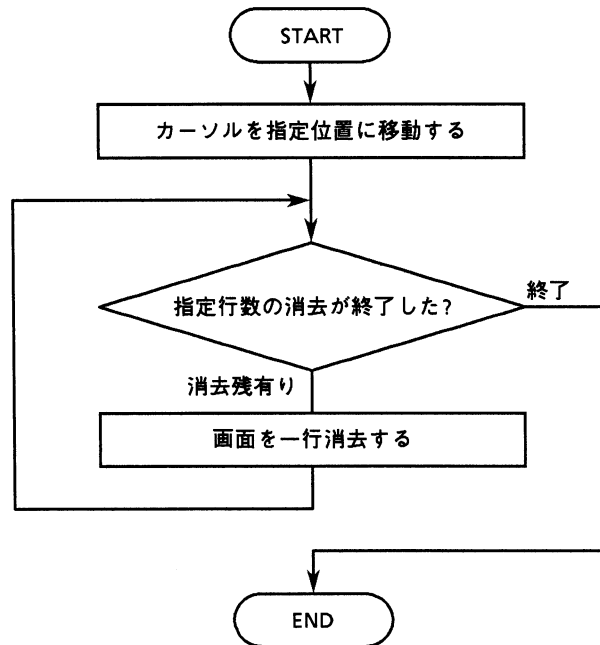 START
カーソルを指定位置に移動する
指定行数の消去が終了した?
終了
消去残有り
画面を一行消去する
END